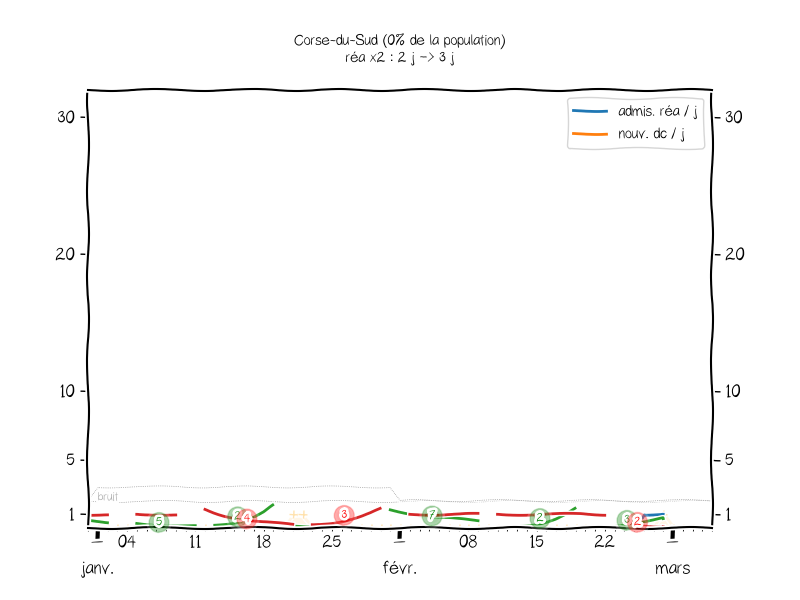 Corse-du-Sud (0% de la population)
réa x2 : 2 j -> 3 j
admis. réa / j
nouv. dc / j
30 30
20 20
10 10
5 5
bruit
1 1
5 2 4 3 7 2 3 2
04 11 18 25 08 15 22
janv. févr. mars